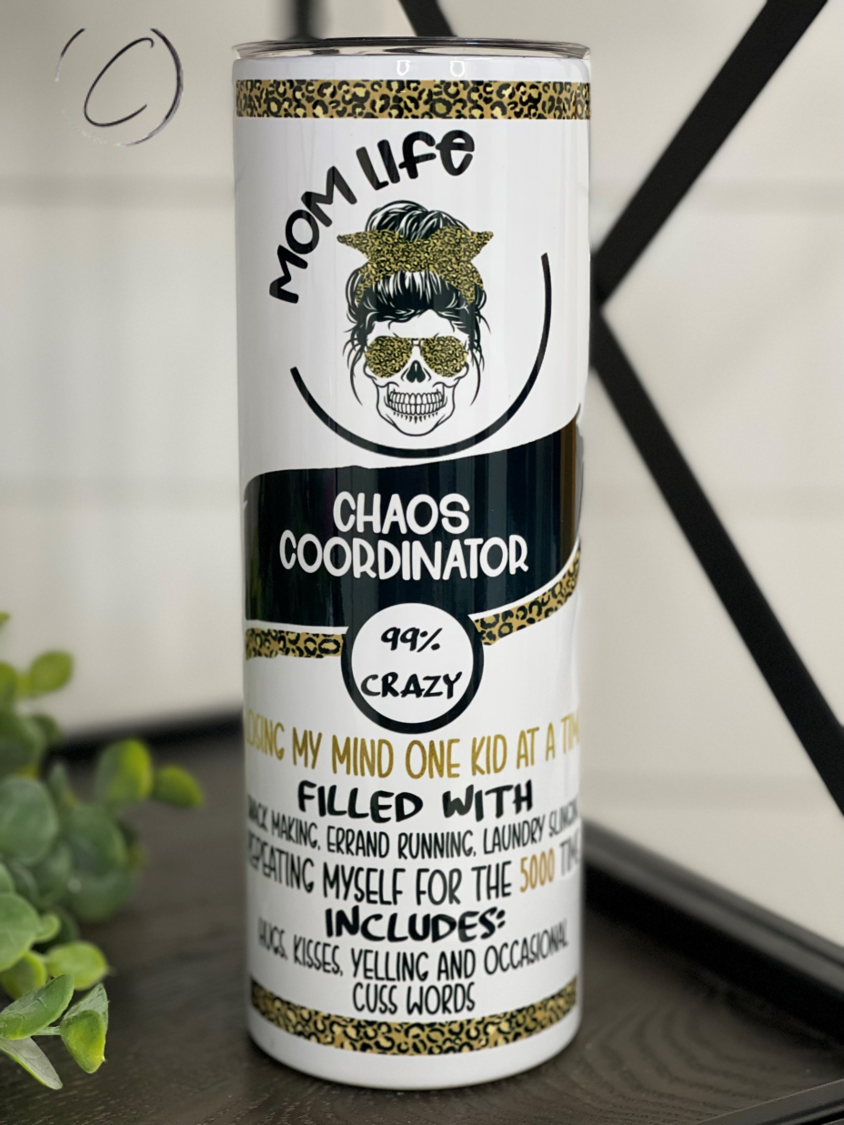 MOM LIFE
CHAOS
COORDINATOR
99%
CRAZY
MY MIND ONE KID AT A
FILLED WITH
MAKING, ERRAND RUNNING, LAUNDRY
MYSELF FOR THE 5000
INCLUDES:
HUGS, KISSES, YELLING AND OCCASIONAL
CUSS WORDS